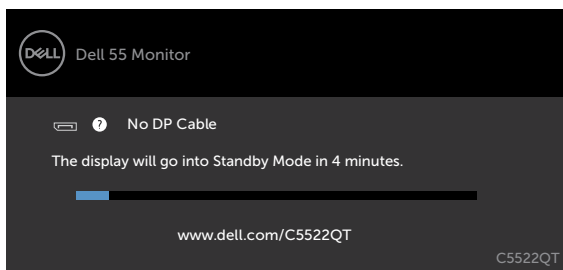 DELL
Dell 55 Monitor
? No DP Cable
The display will go into Standby Mode in 4 minutes.
www.dell.com/C5522QT
C5522QT